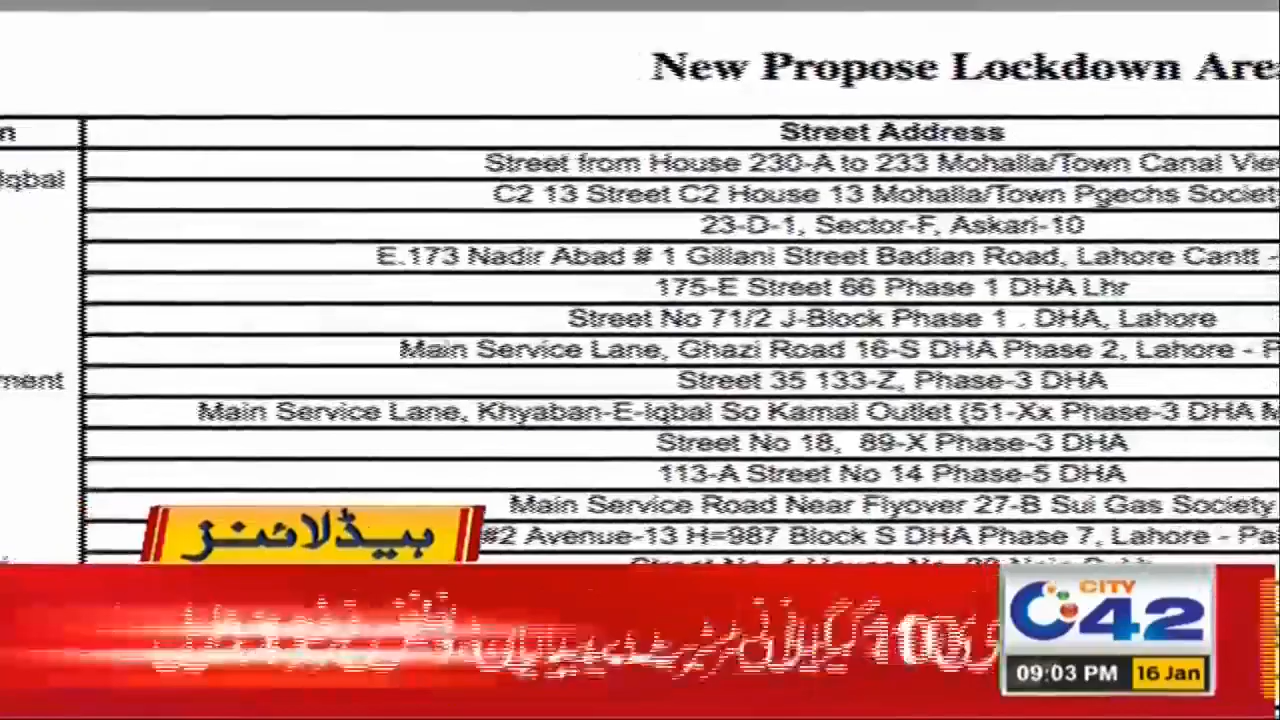 New Propose Lockdown Are
n
Street Address
Iqbal
Street from House 230-A to 233 Mohalla/Town Canal Vie
C2 13 Street C2 House 13 Mohalla/Town Pgechs Societ
23-D-1, Sector-F, Askari-10
E.173 Nadir Abad # 1 Gillani Street Badian Road, Lahore Cantt -
175-E Street 66 Phase 1 DHA Lhr
Street No 71/2 J-Block Phase 1 . DHA, Lahore
Main Service Lane, Ghazi Road 16-S DHA Phase 2, Lahore - P
ment
Street 35 133-Z, Phase-3 DHA
Main Service Lane, Khyaban-E-Iqbal So Kamal Outlet (51-Xx Phase-3 DHA M
Street No 18, 89-X Phase-3 DHA
113-A Street No 14 Phase-5 DHA
Main Service Road Near Flyover 27-B Sui Gas Society
#2 Avenue-13 H=987 Block S DHA Phase 7, Lahore - Pa
ہیڈلائنز
CITY
42
09:03 PM 16 Jan